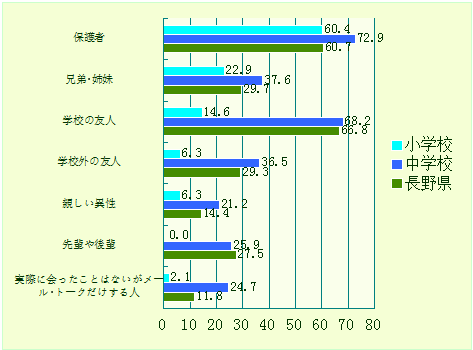 保護者
60.4
72.9
60.7
兄弟・姉妹
22.9
37.6
29.7
学校の友人
14.6
68.2
66.8
学校外の友人
6.3
36.5
29.3
親しい異性
6.3
21.2
14.4
先輩や後輩
0.0
25.9
27.5
実際に会ったことはないがメー
ル・トークだけする人
2.1
24.7
11.8
0 10 20 30 40 50 60 70 80
小学校
中学校
長野県